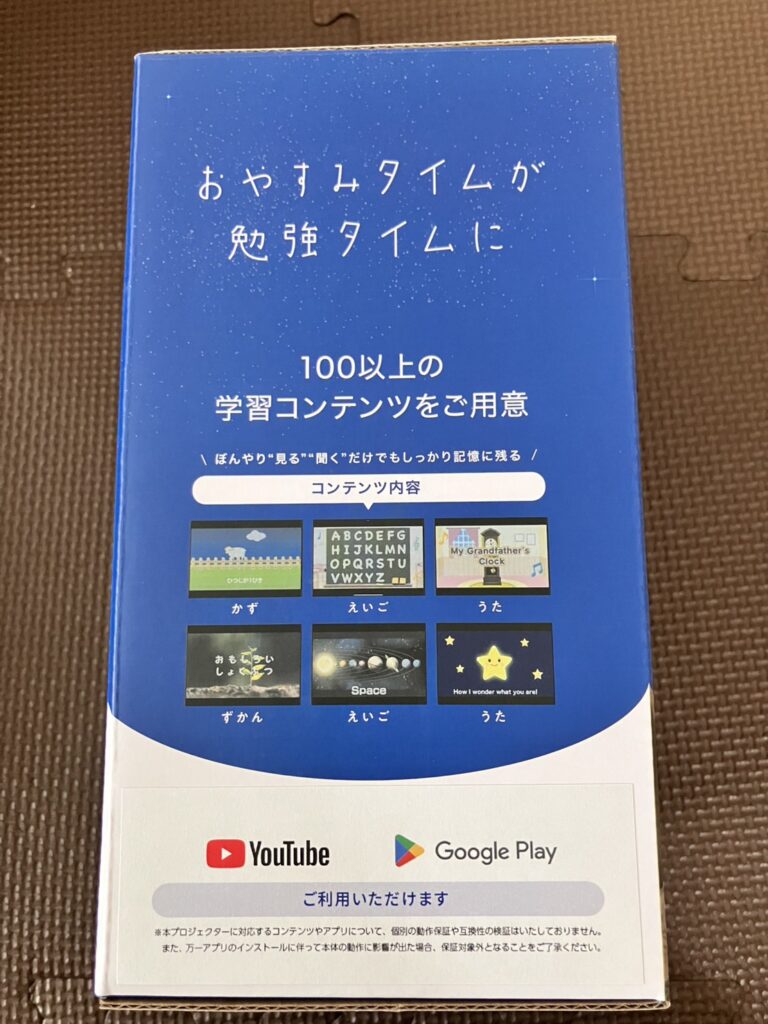 おやすみタイムが
勉強タイムに
100以上の
学習コンテンツをご用意
\ ぼんやり“見る”“聞く”だけでもしっかり記憶に残る /
コンテンツ内容
ひつじが1ぴき
ABCDEFG
HIJKLMN
OPQRSTU
VWXYZ
My Grandfather's
Clock
かず
えいご
うた
おもしろい
しょくぶつ
Space
How I wonder what you are!
ずかん
えいご
うた
YouTube
Google Play
ご利用いただけます
※本プロジェクターに対応するコンテンツやアプリについて、個別の動作保証や互換性の検証はいたしておりません。
また、万一アプリのインストールに伴って本体の動作に影響が出た場合、保証対象外となることをご了承ください。